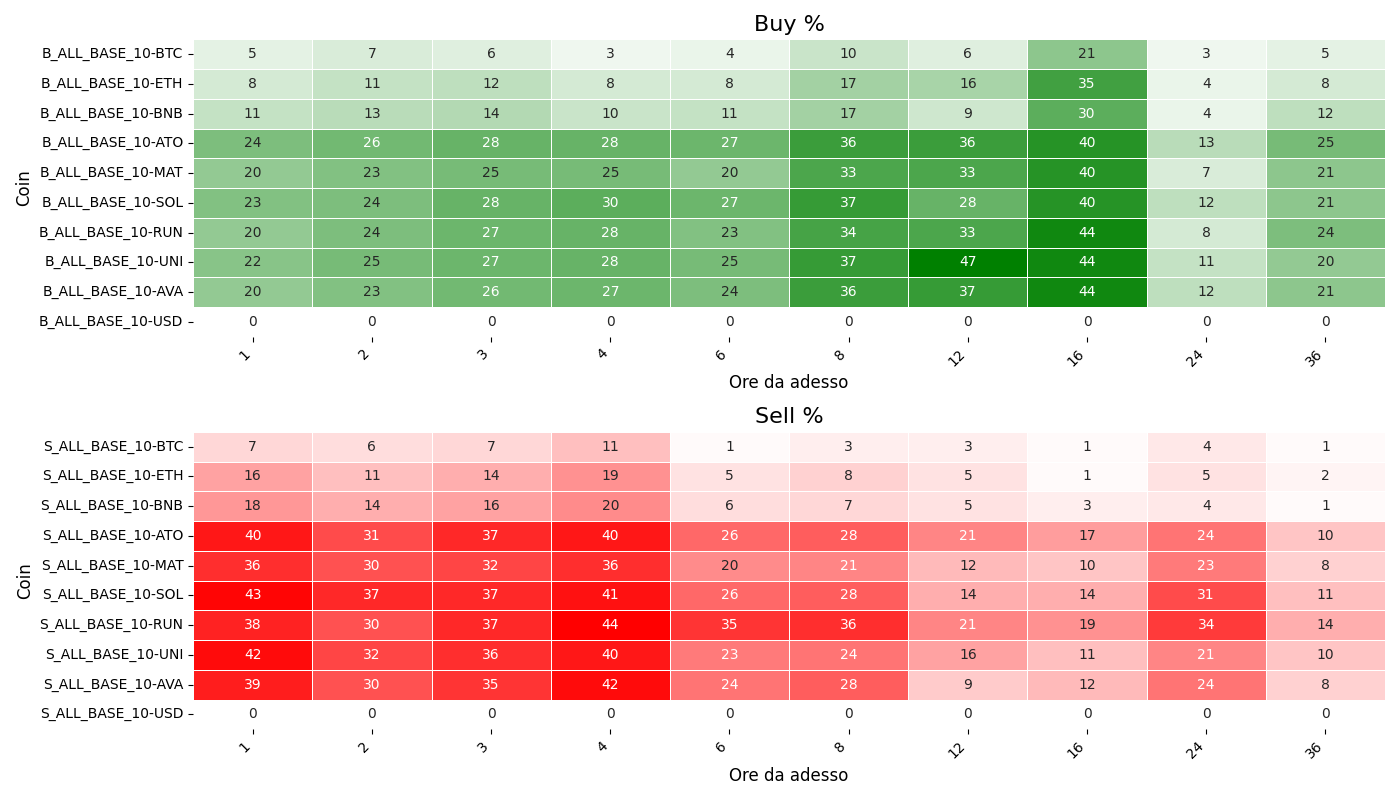 Buy %
Coin
B_ALL_BASE_10-BTC 5 7 6 3 4 10 6 21 3 5
B_ALL_BASE_10-ETH 8 11 12 8 8 17 16 35 4 8
B_ALL_BASE_10-BNB 11 13 14 10 11 17 9 30 4 12
B_ALL_BASE_10-ATO 24 26 28 28 27 36 36 40 13 25
B_ALL_BASE_10-MAT 20 23 25 25 20 33 33 40 7 21
B_ALL_BASE_10-SOL 23 24 28 30 27 37 28 40 12 21
B_ALL_BASE_10-RUN 20 24 27 28 23 34 33 44 8 24
B_ALL_BASE_10-UNI 22 25 27 28 25 37 47 44 11 20
B_ALL_BASE_10-AVA 20 23 26 27 24 36 37 44 12 21
B_ALL_BASE_10-USD 0 0 0 0 0 0 0 0 0 0
1 2 3 4 6 8 12 16 24 36
Ore da adesso
Sell %
Coin
S_ALL_BASE_10-BTC 7 6 7 11 1 3 3 1 4 1
S_ALL_BASE_10-ETH 16 11 14 19 5 8 5 1 5 2
S_ALL_BASE_10-BNB 18 14 16 20 6 7 5 3 4 1
S_ALL_BASE_10-ATO 40 31 37 40 26 28 21 17 24 10
S_ALL_BASE_10-MAT 36 30 32 36 20 21 12 10 23 8
S_ALL_BASE_10-SOL 43 37 37 41 26 28 14 14 31 11
S_ALL_BASE_10-RUN 38 30 37 44 35 36 21 19 34 14
S_ALL_BASE_10-UNI 42 32 36 40 23 24 16 11 21 10
S_ALL_BASE_10-AVA 39 30 35 42 24 28 9 12 24 8
S_ALL_BASE_10-USD 0 0 0 0 0 0 0 0 0 0
1 2 3 4 6 8 12 16 24 36
Ore da adesso